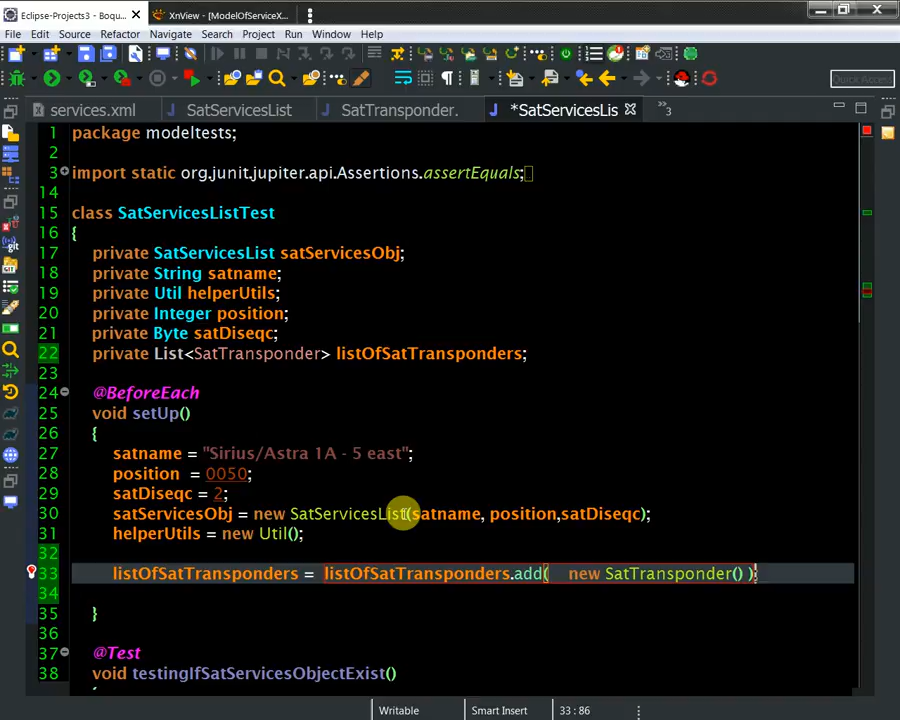 Eclipse-Projects3 - Boqu...
XnView - [ModelOfServiceX...
File Edit Source Refactor Navigate Search Project Run Window Help
Quick Access
services.xml
SatServicesList
SatTransponder.
*SatServicesLis
»3
1 package modeltests;
2
3 import static org.junit.jupiter.api.Assertions.assertEquals;
14
15 class SatServicesListTest
16 {
17 private SatServicesList satServicesObj;
18 private String satname;
19 private Util helperUtils;
20 private Integer position;
21 private Byte satDiseqc;
22 private List<SatTransponder> listOfSatTransponders;
23
24 @BeforeEach
25 void setUp()
26 {
27 satname = "Sirius/Astra 1A - 5 east";
28 position  = 0050;
29 satDiseqc = 2;
30 satServicesObj = new SatServicesList(satname, position,satDiseqc);
31 helperUtils = new Util();
32
33 listOfSatTransponders = listOfSatTransponders.add(  new SatTransponder() );
34
35 }
36
37 @Test
38 void testingIfSatServicesObjectExist()
Writable Smart Insert 33 : 86